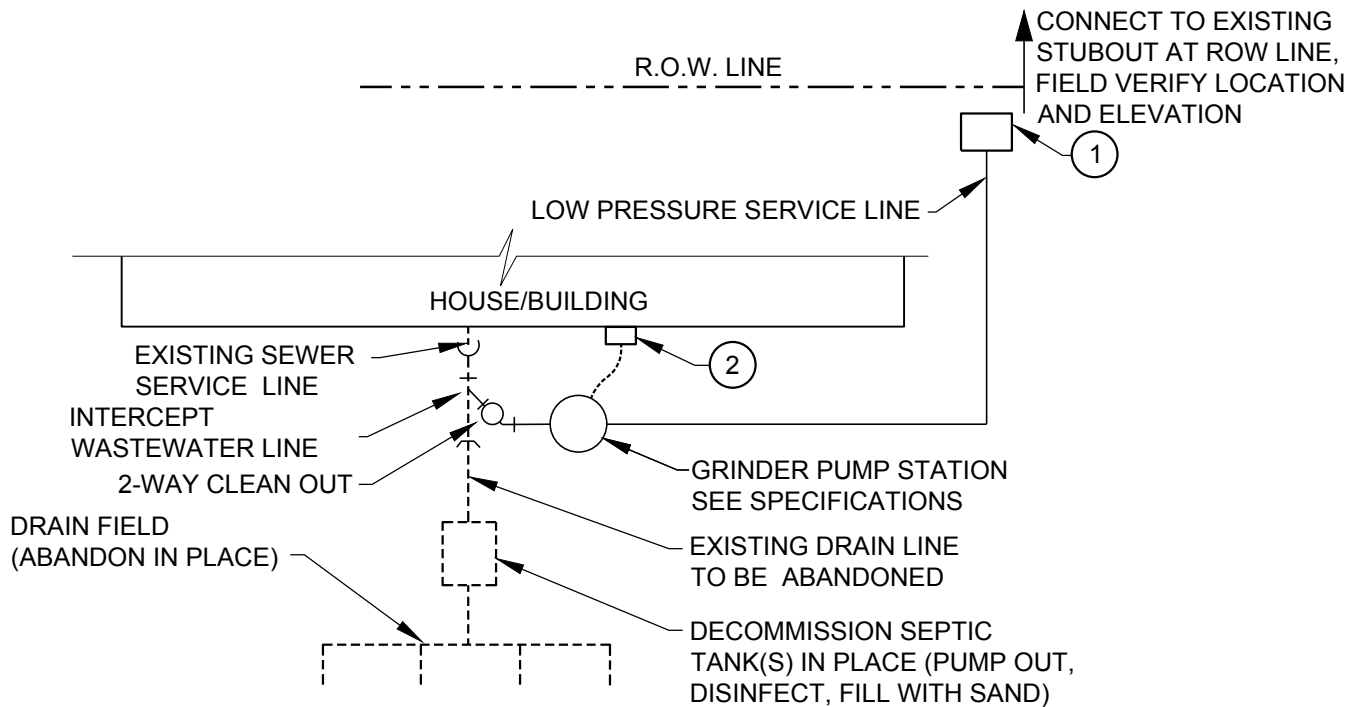 CONNECT TO EXISTING
STUBOUT AT ROW LINE,
FIELD VERIFY LOCATION
AND ELEVATION
R.O.W. LINE
1
LOW PRESSURE SERVICE LINE
HOUSE/BUILDING
EXISTING SEWER
SERVICE LINE
2
INTERCEPT
WASTEWATER LINE
2-WAY CLEAN OUT
GRINDER PUMP STATION
SEE SPECIFICATIONS
DRAIN FIELD
(ABANDON IN PLACE)
EXISTING DRAIN LINE
TO BE ABANDONED
DECOMMISSION SEPTIC
TANK(S) IN PLACE (PUMP OUT,
DISINFECT, FILL WITH SAND)